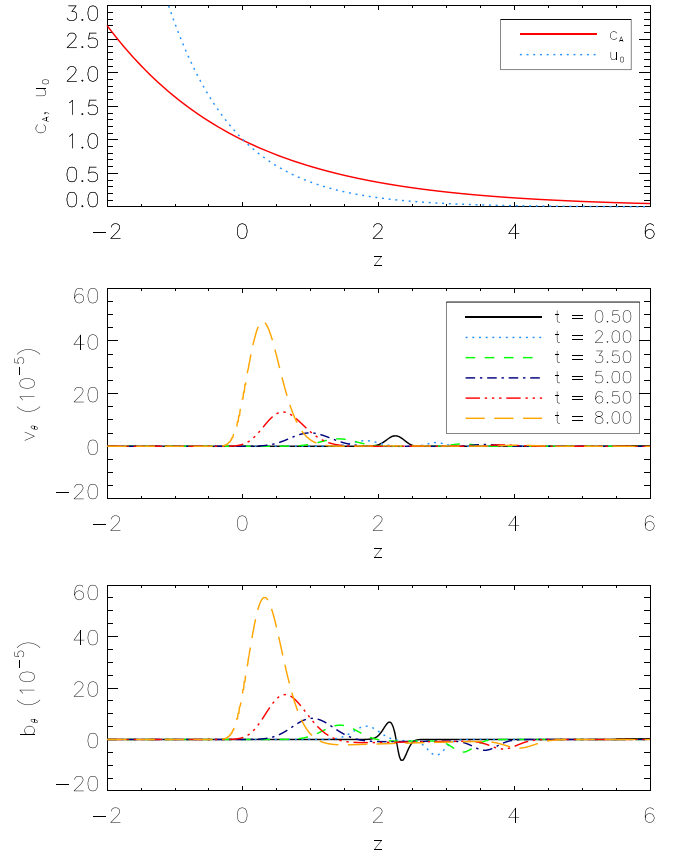 3.0
2.5
2.0
1.5
1.0
0.5
0.0
c_A, u_0
c_A
u_0
-2 0 2 4 6
z
60
40
20
0
-20
v_θ (10^-5)
t = 0.50
t = 2.00
t = 3.50
t = 5.00
t = 6.50
t = 8.00
-2 0 2 4 6
z
60
40
20
0
-20
b_θ (10^-5)
-2 0 2 4 6
z